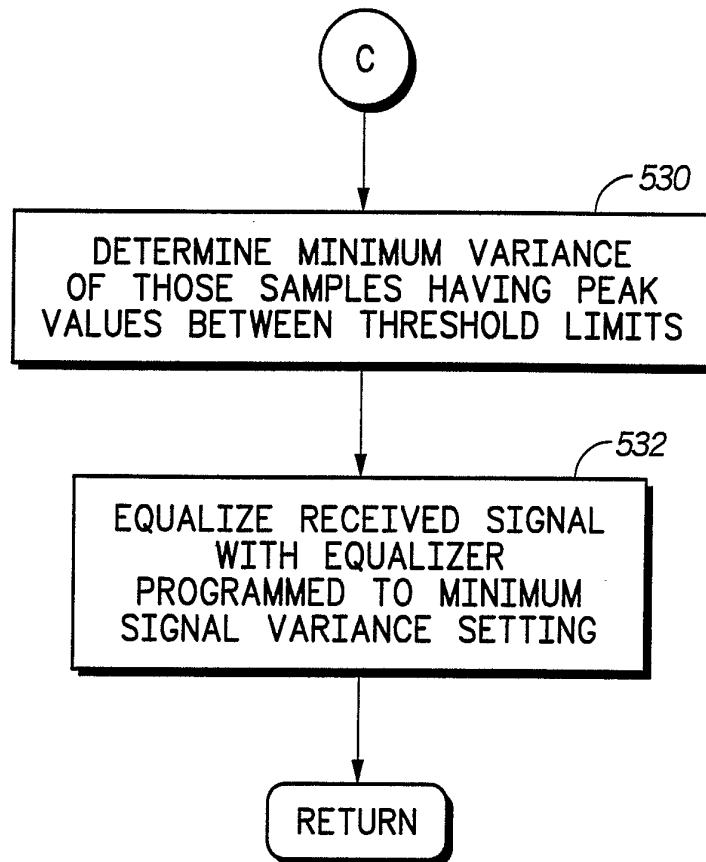 C
530
DETERMINE MINIMUM VARIANCE
OF THOSE SAMPLES HAVING PEAK
VALUES BETWEEN THRESHOLD LIMITS
532
EQUALIZE RECEIVED SIGNAL
WITH EQUALIZER
PROGRAMMED TO MINIMUM
SIGNAL VARIANCE SETTING
RETURN